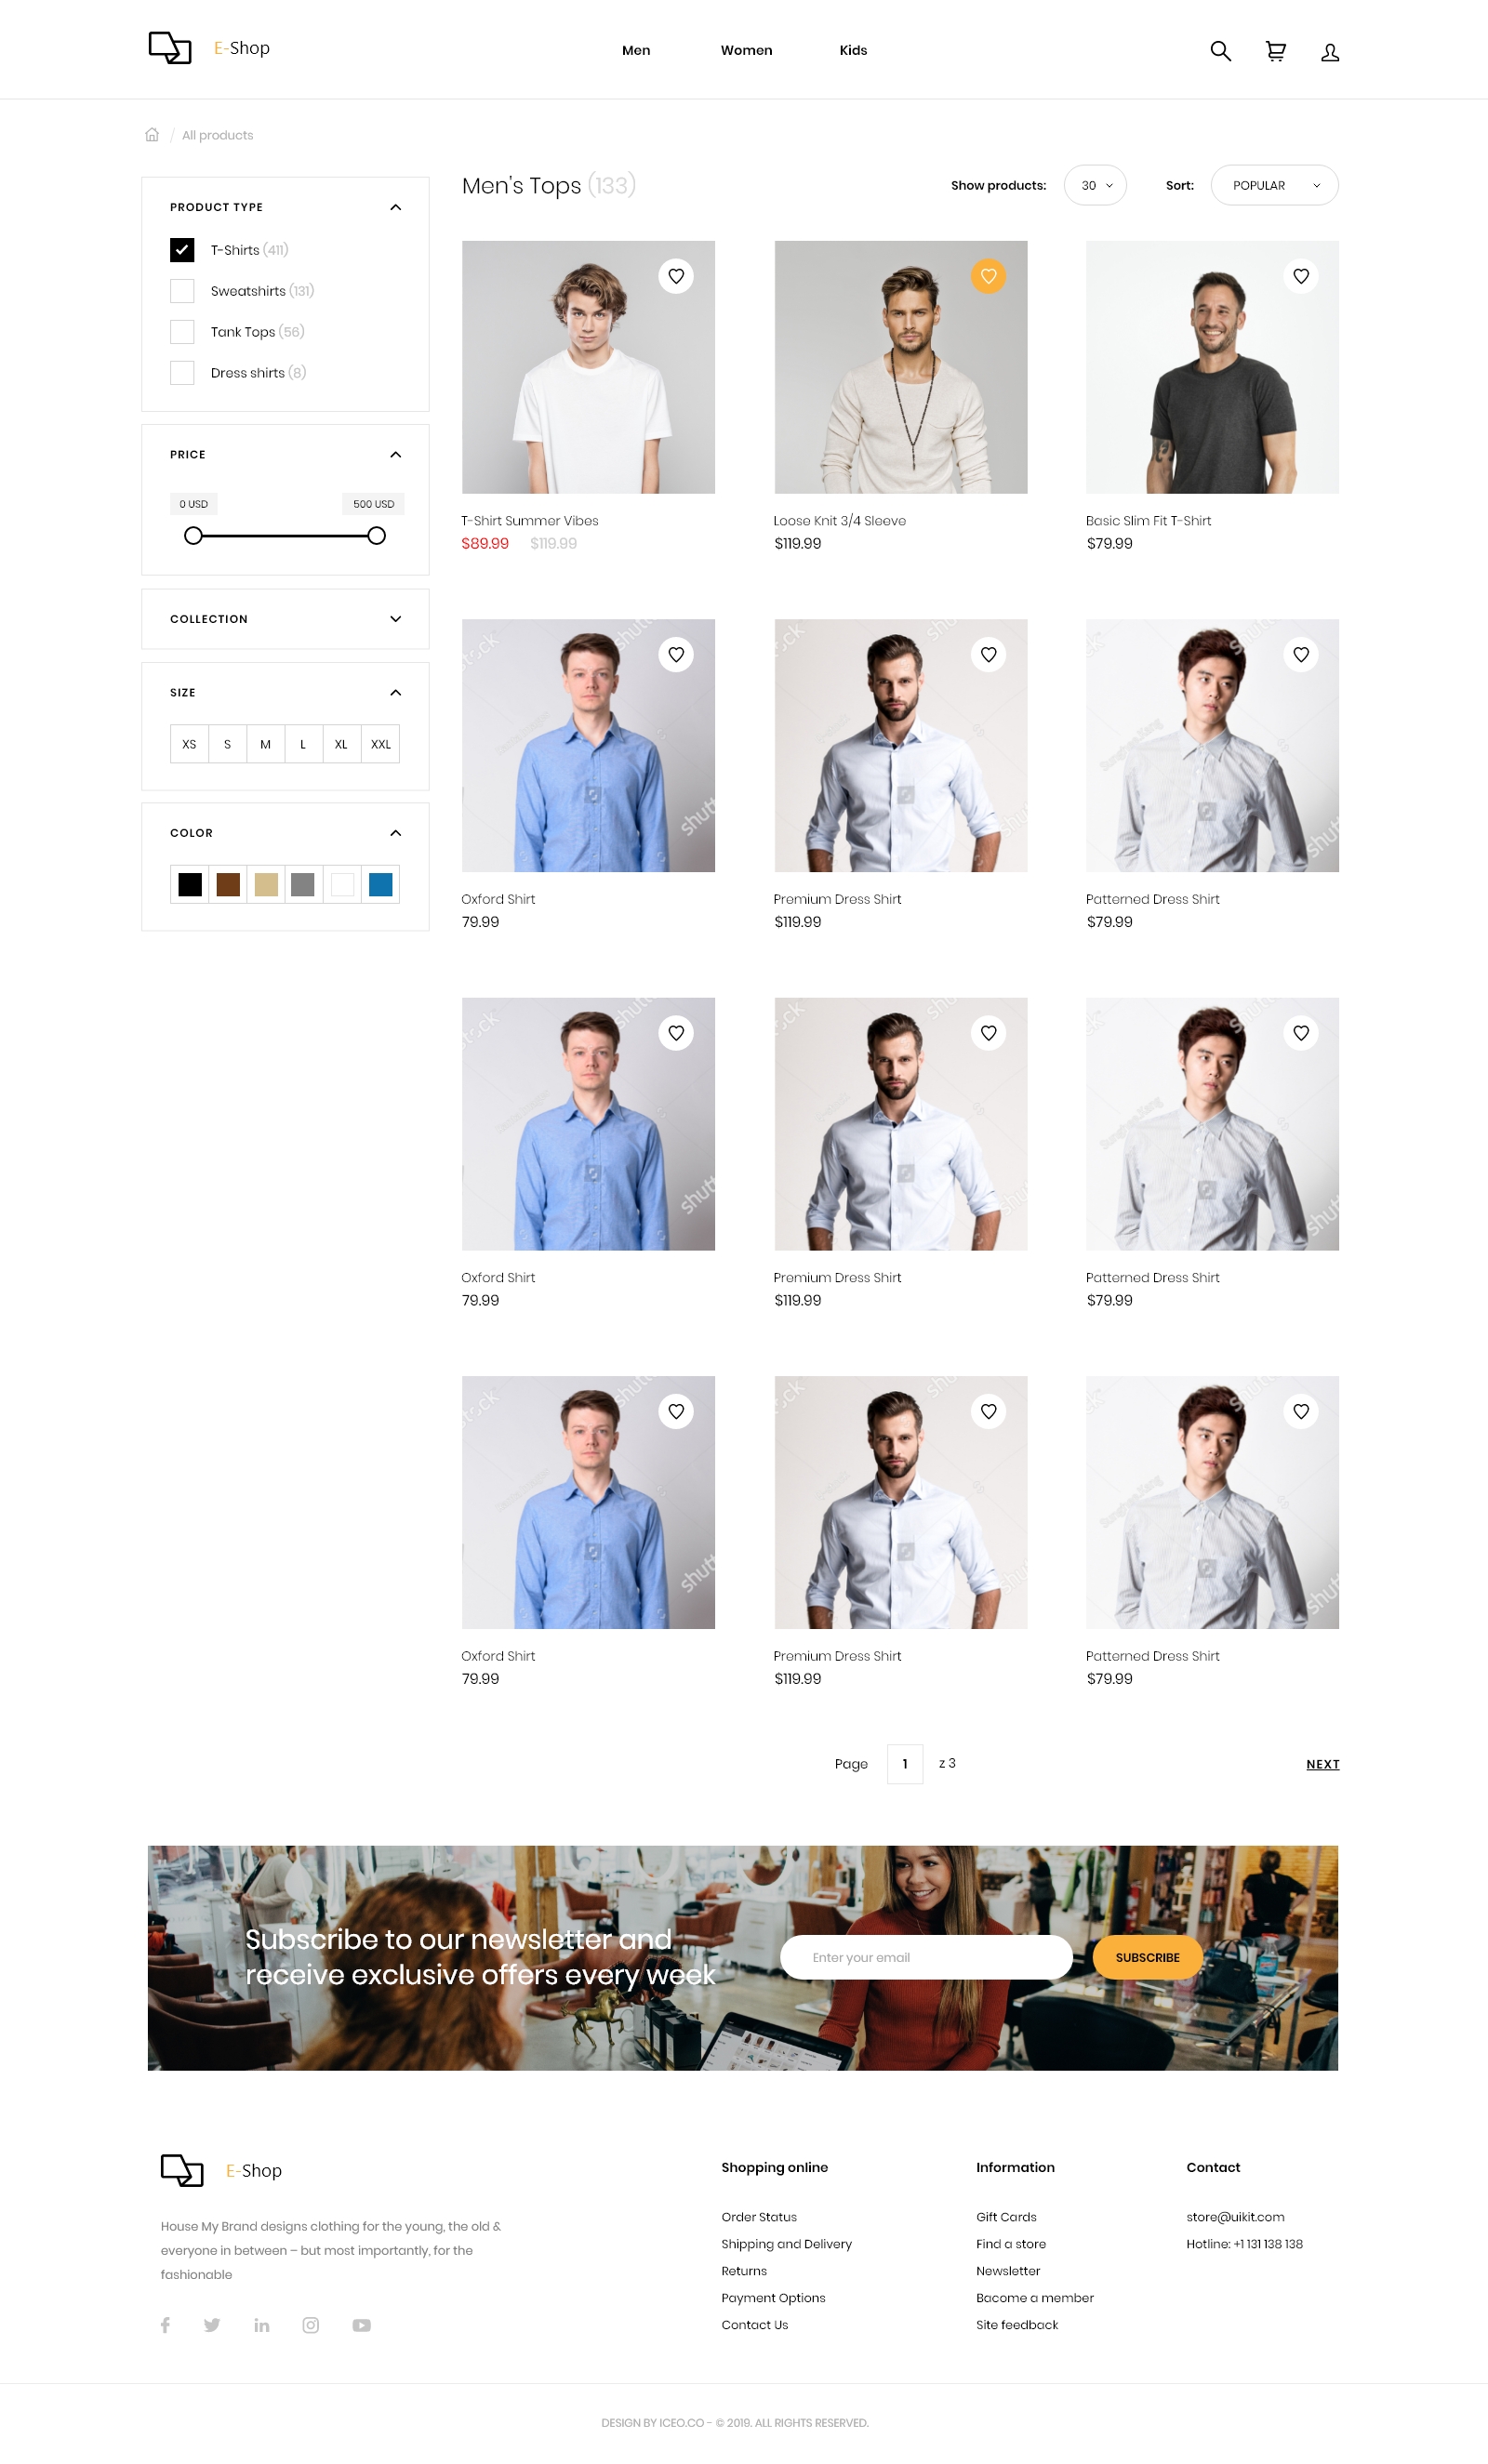 E-Shop
Men
Women
Kids
/ All products
PRODUCT TYPE
T-Shirts (411)
Sweatshirts (131)
Tank Tops (56)
Dress shirts (8)
PRICE
0 USD
500 USD
COLLECTION
SIZE
XS
S
M
L
XL
XXL
COLOR
Men's Tops (133)
Show products:
30
Sort:
POPULAR
T-Shirt Summer Vibes
$89.99 $119.99
Loose Knit 3/4 Sleeve
$119.99
Basic Slim Fit T-Shirt
$79.99
Oxford Shirt
79.99
Premium Dress Shirt
$119.99
Patterned Dress Shirt
$79.99
Oxford Shirt
79.99
Premium Dress Shirt
$119.99
Patterned Dress Shirt
$79.99
Oxford Shirt
79.99
Premium Dress Shirt
$119.99
Patterned Dress Shirt
$79.99
Page
1
z 3
NEXT
Subscribe to our newsletter and
receive exclusive offers every week
Enter your email
SUBSCRIBE
E-Shop
House My Brand designs clothing for the young, the old &
everyone in between – but most importantly, for the
fashionable
Shopping online
Order Status
Shipping and Delivery
Returns
Payment Options
Contact Us
Information
Gift Cards
Find a store
Newsletter
Bacome a member
Site feedback
Contact
store@uikit.com
Hotline: +1 131 138 138
DESIGN BY ICEO.CO - © 2019. ALL RIGHTS RESERVED.